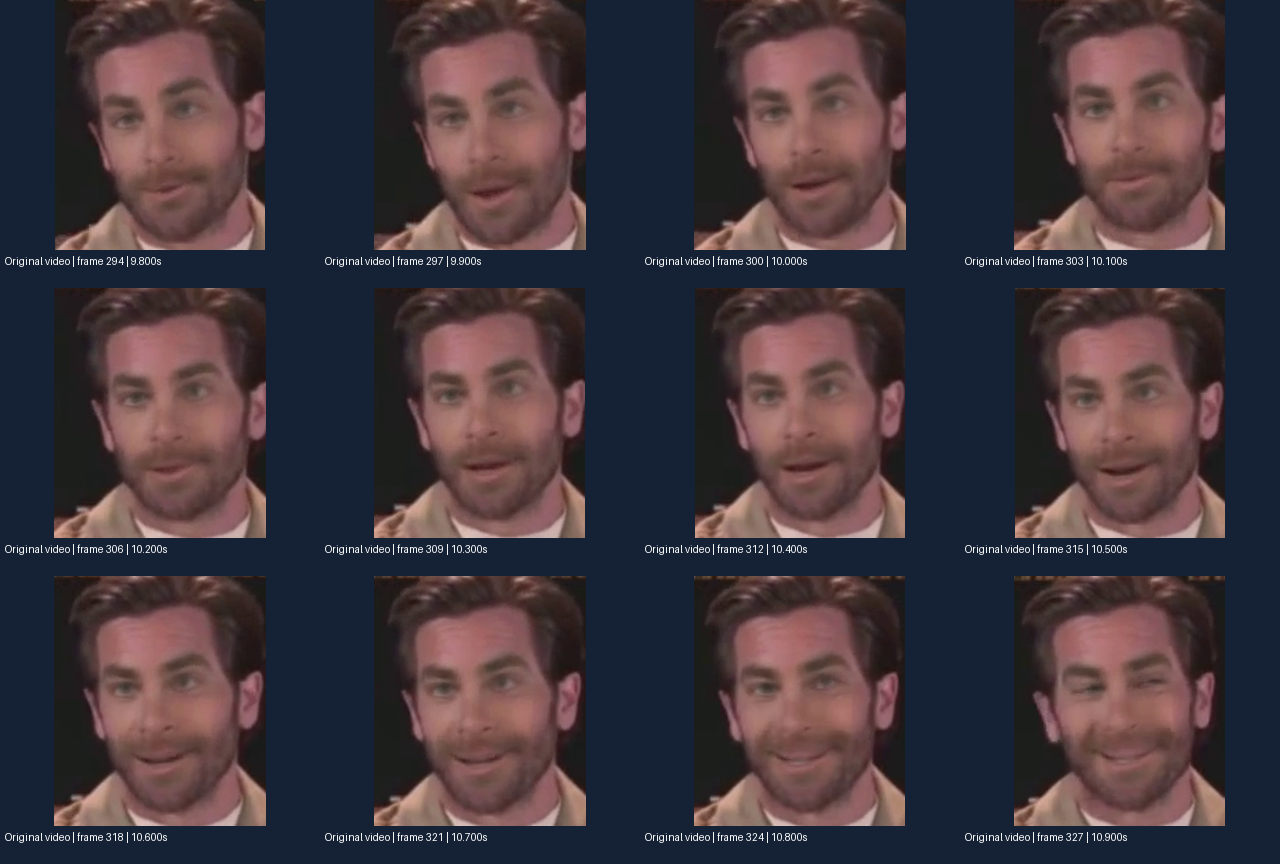 Original video | frame 294 | 9.800s
Original video | frame 297 | 9.900s
Original video | frame 300 | 10.000s
Original video | frame 303 | 10.100s
Original video | frame 306 | 10.200s
Original video | frame 309 | 10.300s
Original video | frame 312 | 10.400s
Original video | frame 315 | 10.500s
Original video | frame 318 | 10.600s
Original video | frame 321 | 10.700s
Original video | frame 324 | 10.800s
Original video | frame 327 | 10.900s